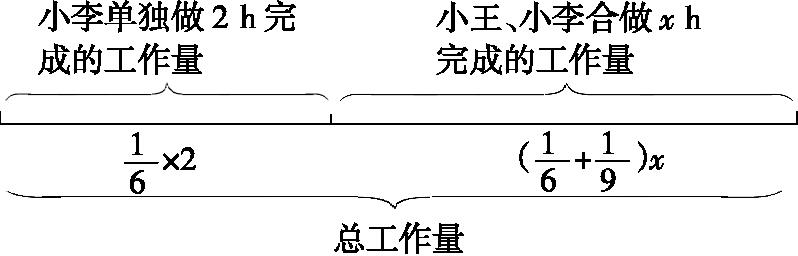 小李单独做 2 h 完
成的工作量
小王、小李合做 x h
完成的工作量
1/6 ×2
(1/6 + 1/9)x
总工作量